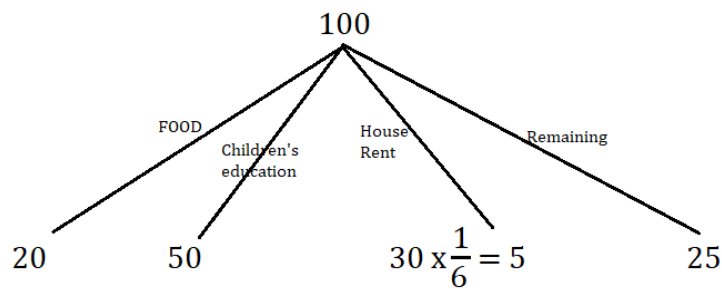 100
FOOD
Children's
education
House
Rent
Remaining
20
50
30 x 1/6 = 5
25